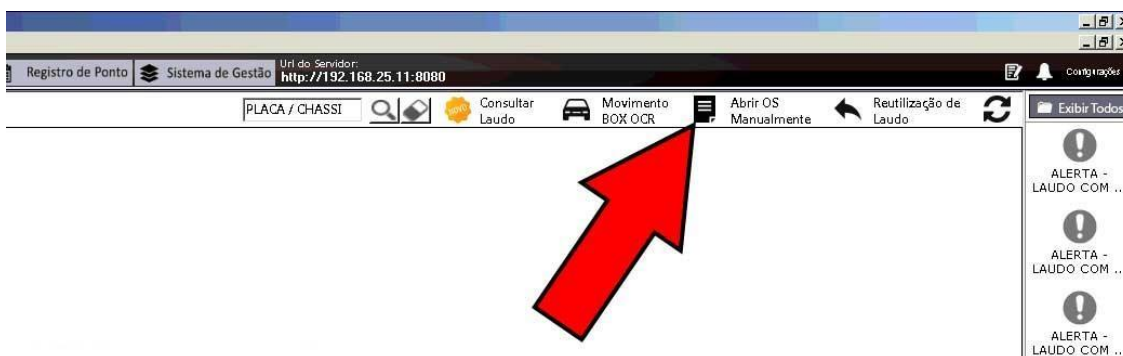 Registro de Ponto
Sistema de Gestão
Url do Servidor:
http://192.168.25.11:8080
Configurações
PLACA / CHASSI
NOVO
Consultar
Laudo
Movimento
BOX OCR
Abrir OS
Manualmente
Reutilização de
Laudo
Exibir Todos
ALERTA -
LAUDO COM ..
ALERTA -
LAUDO COM ..
ALERTA -
LAUDO COM ..